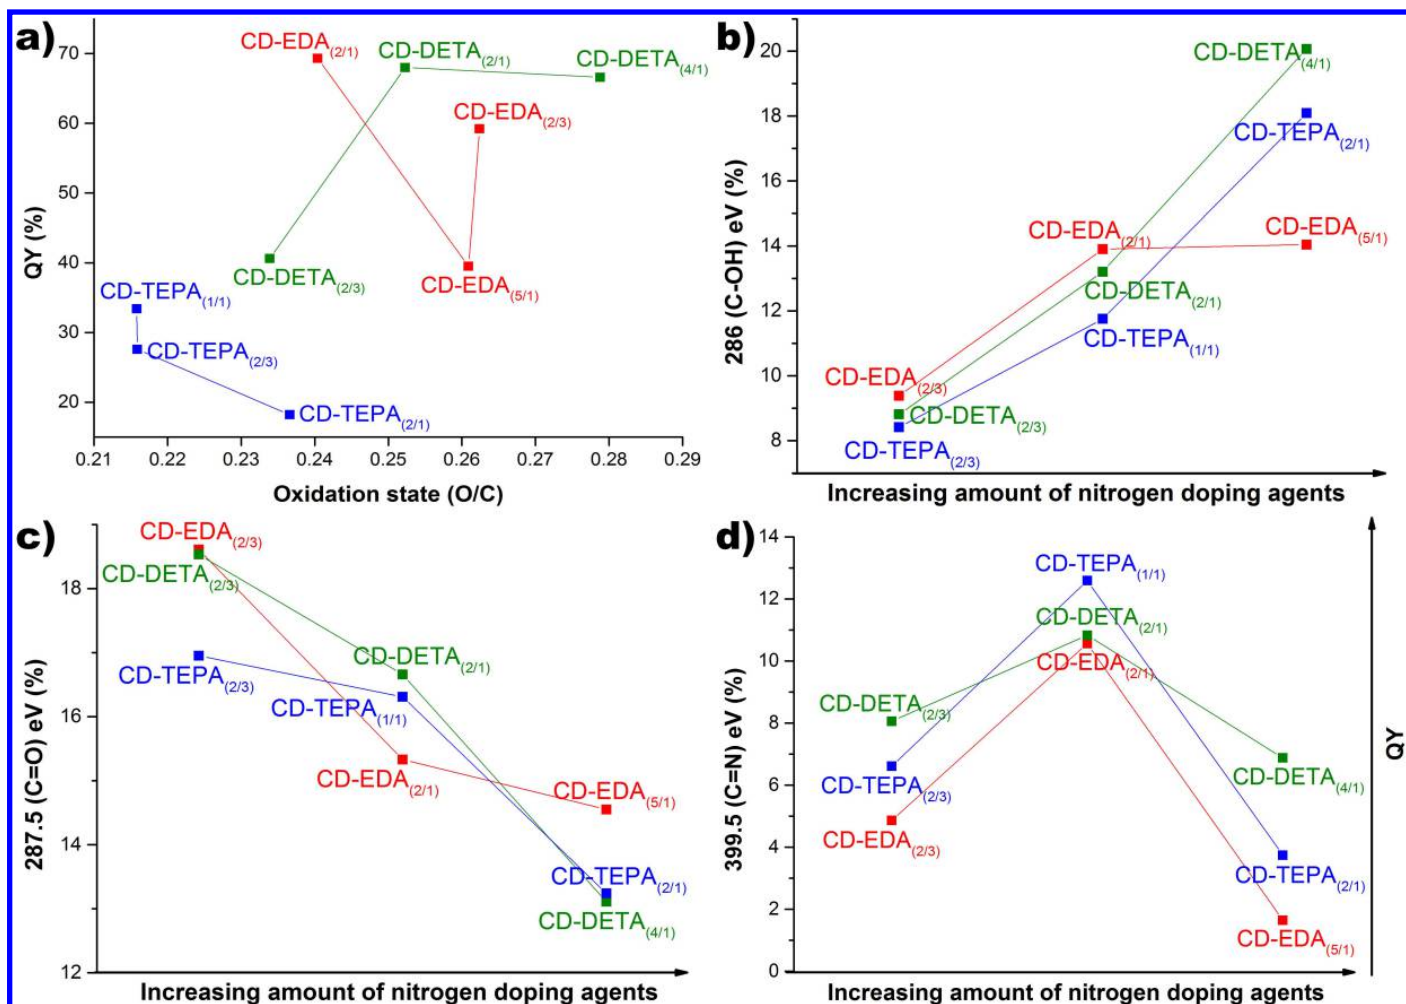 a)
QY (%)
70
60
50
40
30
20
CD-EDA(2/1)
CD-DETA(2/1)
CD-DETA(4/1)
CD-EDA(2/3)
CD-DETA(2/3)
CD-EDA(5/1)
CD-TEPA(1/1)
CD-TEPA(2/3)
CD-TEPA(2/1)
0.21 0.22 0.23 0.24 0.25 0.26 0.27 0.28 0.29
Oxidation state (O/C)
b)
286 (C-OH) eV (%)
20
18
16
14
12
10
8
CD-DETA(4/1)
CD-TEPA(2/1)
CD-EDA(2/1)
CD-EDA(5/1)
CD-DETA(2/1)
CD-TEPA(1/1)
CD-EDA(2/3)
CD-DETA(2/3)
CD-TEPA(2/3)
Increasing amount of nitrogen doping agents
c)
287.5 (C=O) eV (%)
18
16
14
12
CD-EDA(2/3)
CD-DETA(2/3)
CD-TEPA(2/3)
CD-DETA(2/1)
CD-TEPA(1/1)
CD-EDA(2/1)
CD-EDA(5/1)
CD-TEPA(2/1)
CD-DETA(4/1)
Increasing amount of nitrogen doping agents
d)
399.5 (C=N) eV (%)
14
12
10
8
6
4
2
0
CD-TEPA(1/1)
CD-DETA(2/1)
CD-EDA(2/1)
CD-DETA(2/3)
CD-TEPA(2/3)
CD-EDA(2/3)
CD-DETA(4/1)
CD-TEPA(2/1)
CD-EDA(5/1)
QY
Increasing amount of nitrogen doping agents